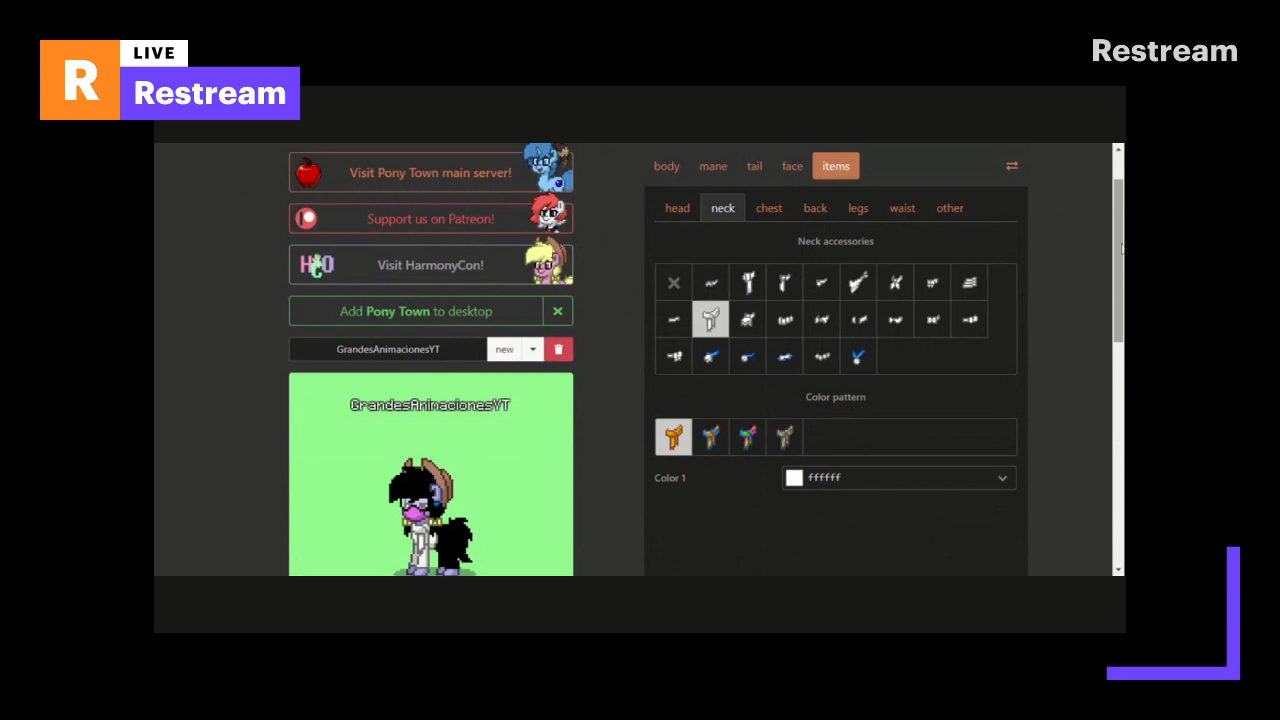 R
LIVE
Restream
Restream
Visit Pony Town main server!
Support us on Patreon!
HCO
Visit HarmonyCon!
Add Pony Town to desktop
GrandesAnimacionesYT
new
GrandesAnimacionesYT
body
mane
tail
face
items
head
neck
chest
back
legs
waist
other
Neck accessories
Color pattern
Color 1
ffffff